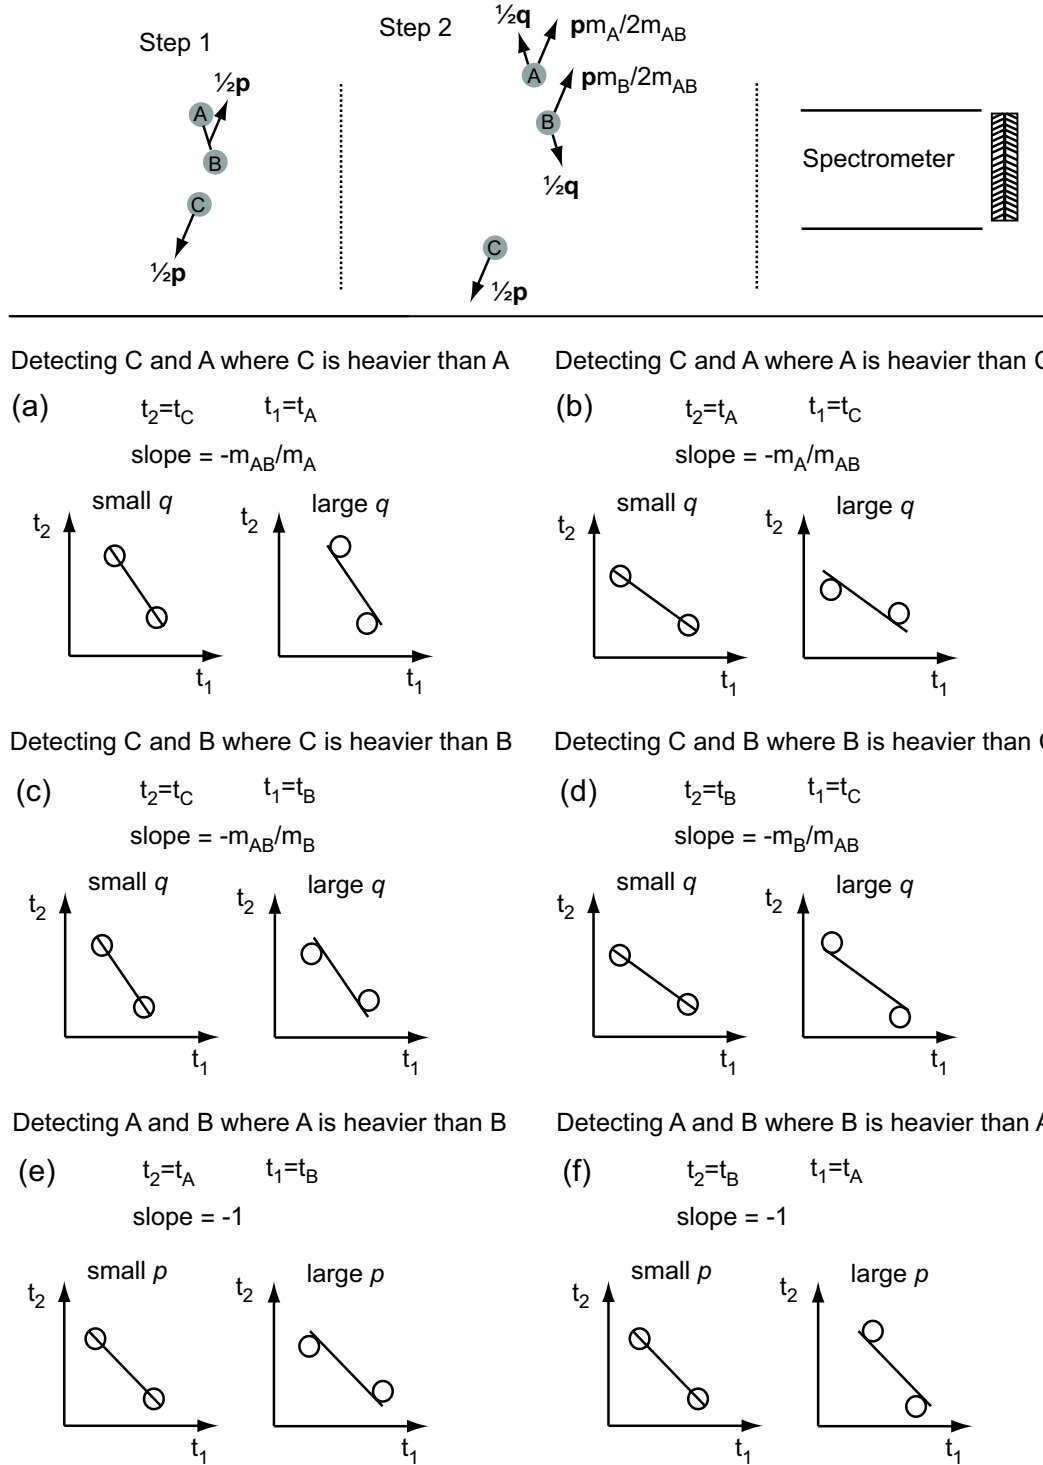 Step 1
Step 2
½q
pm_A/2m_AB
A
½p
pm_B/2m_AB
A
B
B
Spectrometer
½q
C
C
½p
½p
Detecting C and A where C is heavier than A
(a) t_2=t_C t_1=t_A
slope = -m_AB/m_A
small q
large q
t_2
t_2
t_1
t_1
Detecting C and A where A is heavier than C
(b) t_2=t_A t_1=t_C
slope = -m_A/m_AB
small q
large q
t_2
t_2
t_1
t_1
Detecting C and B where C is heavier than B
(c) t_2=t_C t_1=t_B
slope = -m_AB/m_B
small q
large q
t_2
t_2
t_1
t_1
Detecting C and B where B is heavier than C
(d) t_2=t_B t_1=t_C
slope = -m_B/m_AB
small q
large q
t_2
t_2
t_1
t_1
Detecting A and B where A is heavier than B
(e) t_2=t_A t_1=t_B
slope = -1
small p
large p
t_2
t_2
t_1
t_1
Detecting A and B where B is heavier than A
(f) t_2=t_B t_1=t_A
slope = -1
small p
large p
t_2
t_2
t_1
t_1